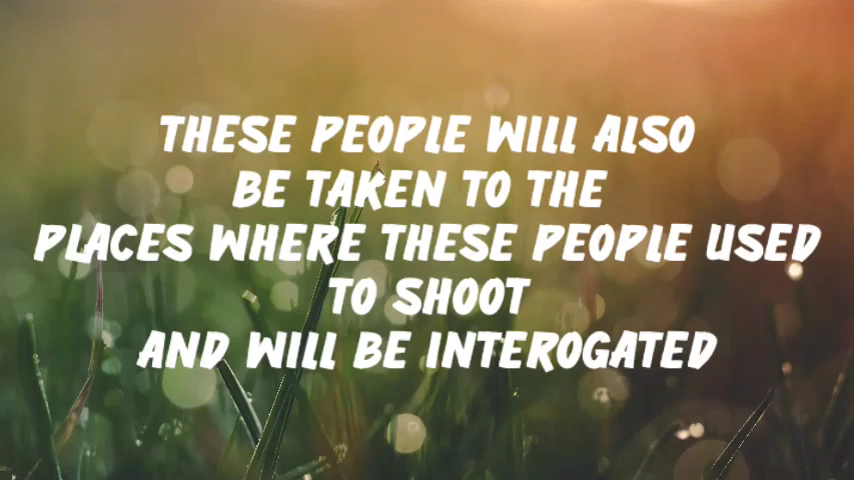 THESE PEOPLE WILL ALSO
BE TAKEN TO THE
PLACES WHERE THESE PEOPLE USED
TO SHOOT
AND WILL BE INTEROGATED